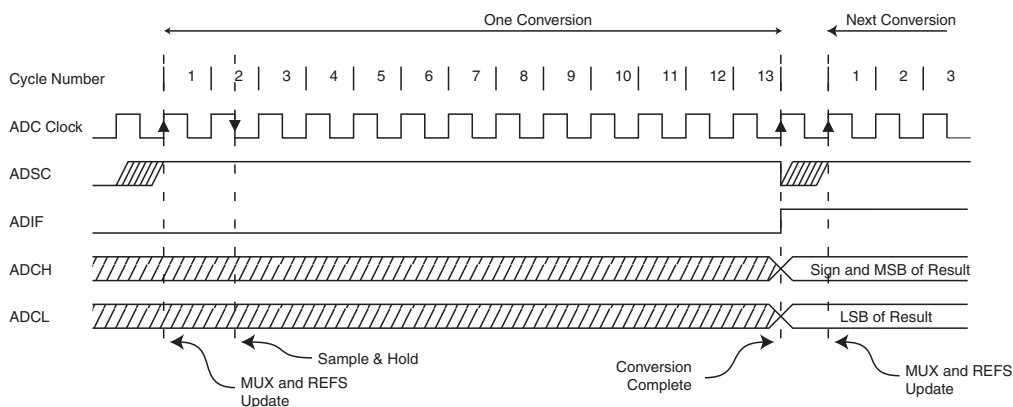 One Conversion
Next Conversion
Cycle Number
1 2 3 4 5 6 7 8 9 10 11 12 13 1 2 3
ADC Clock
ADSC
ADIF
ADCH
Sign and MSB of Result
ADCL
LSB of Result
Sample & Hold
MUX and REFS
Update
Conversion
Complete
MUX and REFS
Update